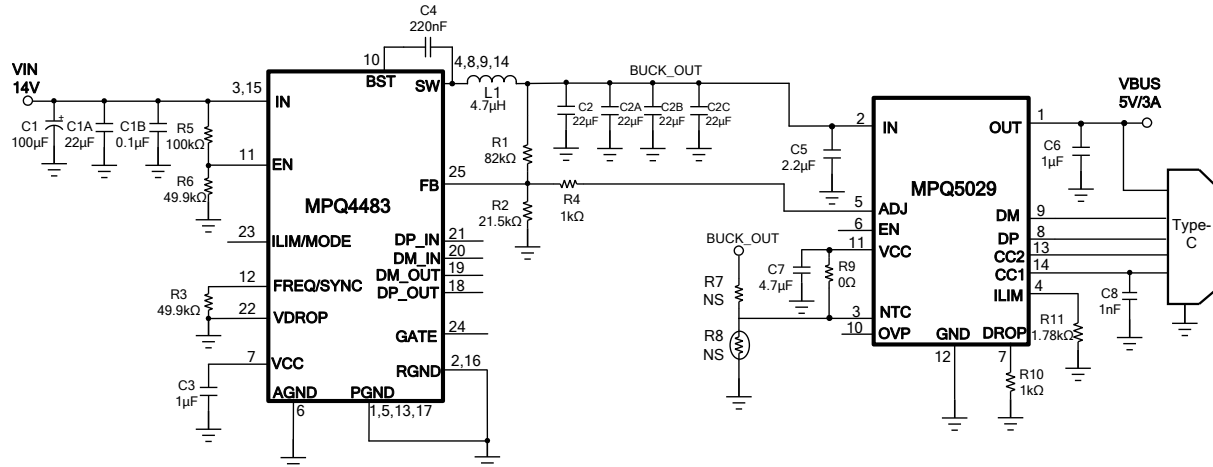 C4
220nF
10
BST
4,8,9,14
SW
L1
4.7µH
BUCK_OUT
VIN
14V
3,15
IN
C1
100µF
+
C1A
22µF
C1B
0.1µF
R5
100kΩ
11
EN
R6
49.9kΩ
MPQ4483
23
ILIM/MODE
12
FREQ/SYNC
R3
49.9kΩ
22
VDROP
7
VCC
C3
1µF
AGND
6
PGND
1,5,13,17
25
FB
DP_IN
21
DM_IN
20
DM_OUT
19
DP_OUT
18
GATE
24
RGND
2,16
R1
82kΩ
R2
21.5kΩ
R4
1kΩ
C2
22µF
C2A
22µF
C2B
22µF
C2C
22µF
C5
2.2µF
BUCK_OUT
R7
NS
R8
NS
C7
4.7µF
R9
0Ω
2
IN
5
ADJ
6
EN
11
VCC
3
NTC
10
OVP
MPQ5029
GND
12
DROP
7
R10
1kΩ
OUT
1
DM
9
DP
8
CC2
13
CC1
14
ILIM
4
R11
1.78kΩ
VBUS
5V/3A
C6
1µF
C8
1nF
Type-
C